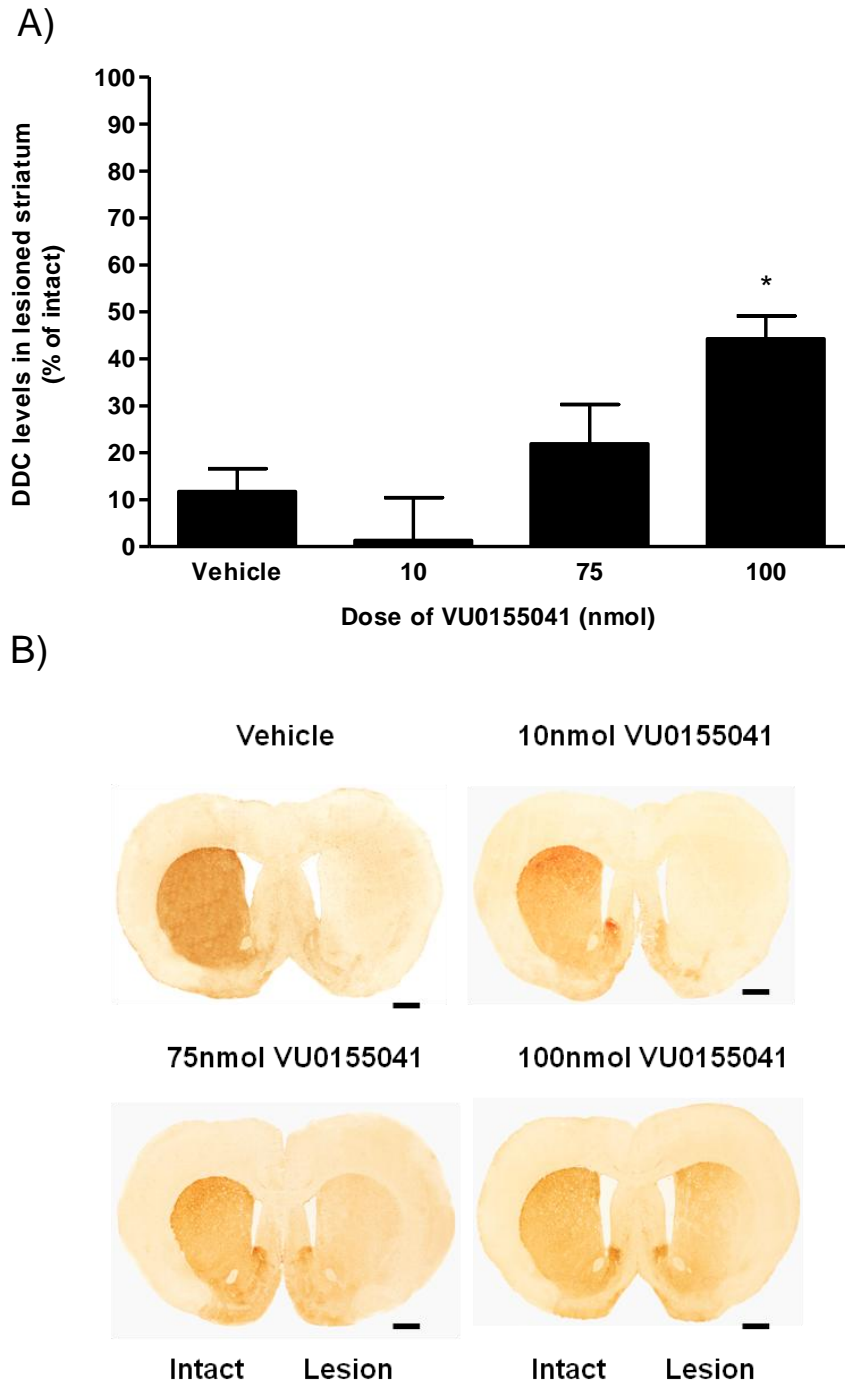 A)
DDC levels in lesioned striatum
(% of intact)
100
90
80
70
60
50
40
30
20
10
0
*
Vehicle 10 75 100
Dose of VU0155041 (nmol)
B)
Vehicle 10nmol VU0155041
75nmol VU0155041 100nmol VU0155041
Intact Lesion Intact Lesion